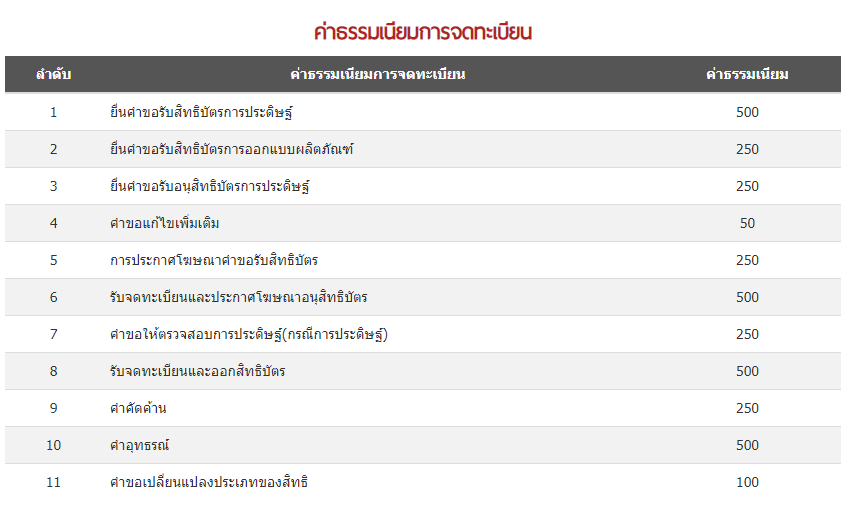 ค่าธรรมเนียมการจดทะเบียน
ลำดับ ค่าธรรมเนียมการจดทะเบียน ค่าธรรมเนียม
1 ยื่นคำขอรับสิทธิบัตรการประดิษฐ์ 500
2 ยื่นคำขอรับสิทธิบัตรการออกแบบผลิตภัณฑ์ 250
3 ยื่นคำขอรับอนุสิทธิบัตรการประดิษฐ์ 250
4 คำขอแก้ไขเพิ่มเติม 50
5 การประกาศโฆษณาคำขอรับสิทธิบัตร 250
6 รับจดทะเบียนและประกาศโฆษณาอนุสิทธิบัตร 500
7 คำขอให้ตรวจสอบการประดิษฐ์(กรณีการประดิษฐ์) 250
8 รับจดทะเบียนและออกสิทธิบัตร 500
9 คำคัดค้าน 250
10 คำอุทธรณ์ 500
11 คำขอเปลี่ยนแปลงประเภทของสิทธิ 100